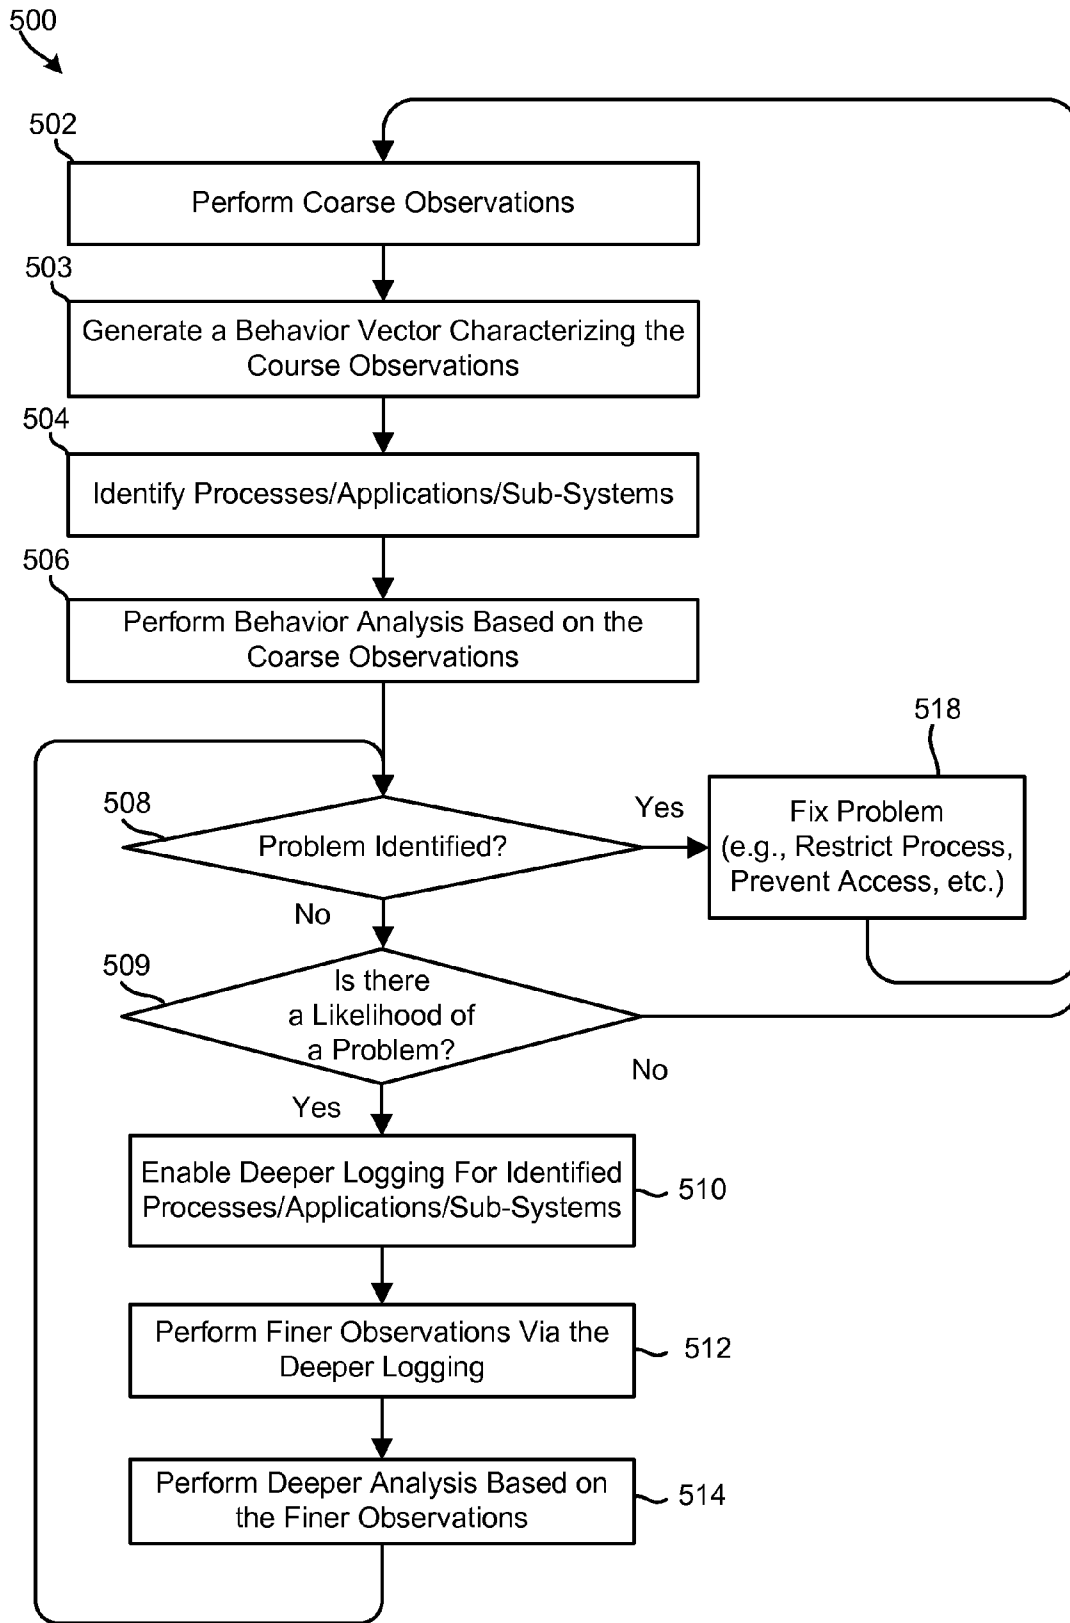 500
502
Perform Coarse Observations
503
Generate a Behavior Vector Characterizing the
Course Observations
504
Identify Processes/Applications/Sub-Systems
506
Perform Behavior Analysis Based on the
Coarse Observations
518
Fix Problem
(e.g., Restrict Process,
Prevent Access, etc.)
508
Problem Identified?
Yes
No
509
Is there
a Likelihood of
a Problem?
No
Yes
Enable Deeper Logging For Identified
Processes/Applications/Sub-Systems
510
Perform Finer Observations Via the
Deeper Logging
512
Perform Deeper Analysis Based on
the Finer Observations
514